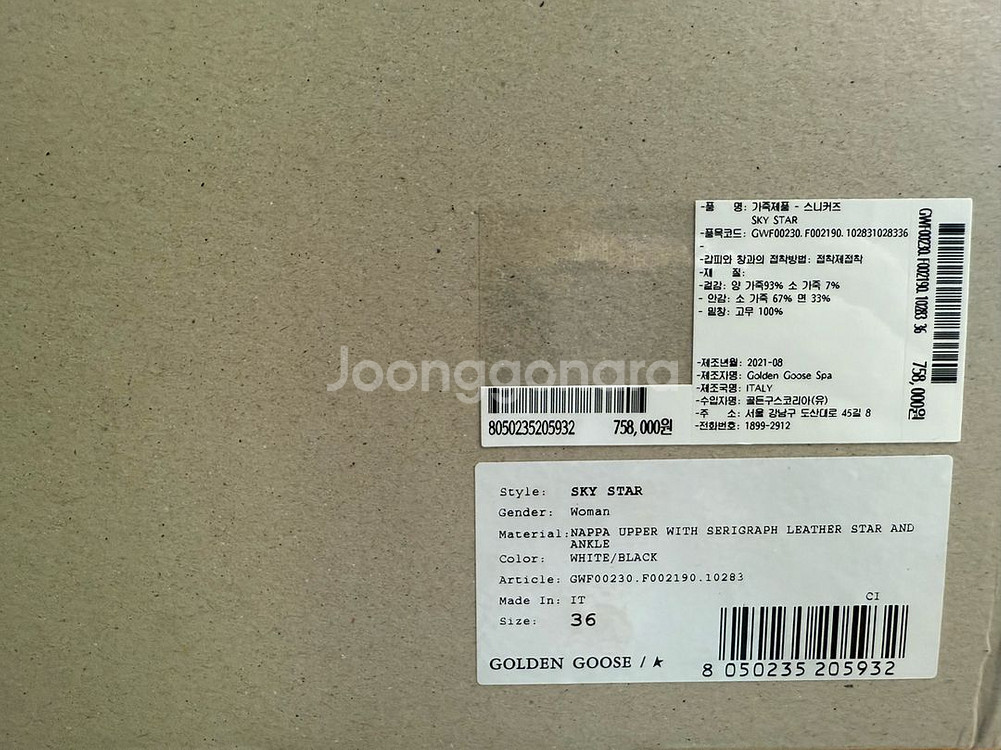 -품 명: 가죽제품 - 스니커즈
SKY STAR
-품목코드: GWF00230.F002190.102831028336
-
-갑피와 창과의 접착방법: 접착제접착
-재 질:
-겉감: 양 가죽93% 소 가죽 7%
- 안감: 소 가죽 67% 면 33%
- 밑창: 고무 100%
-제조년월: 2021-08
-제조자명: Golden Goose Spa
-제조국명: ITALY
-수입자명: 골든구스코리아(유)
-주 소: 서울 강남구 도산대로 45길 8
-전화번호: 1899-2912
GWF00230.F002190.10283 36 758,000원
Joonggonara
8050235205932 758,000원
Style: SKY STAR
Gender: Woman
Material:NAPPA UPPER WITH SERIGRAPH LEATHER STAR AND
ANKLE
Color: WHITE/BLACK
Article: GWF00230.F002190.10283
Made In: IT
CI
Size: 36
GOLDEN GOOSE /
8 050235 205932